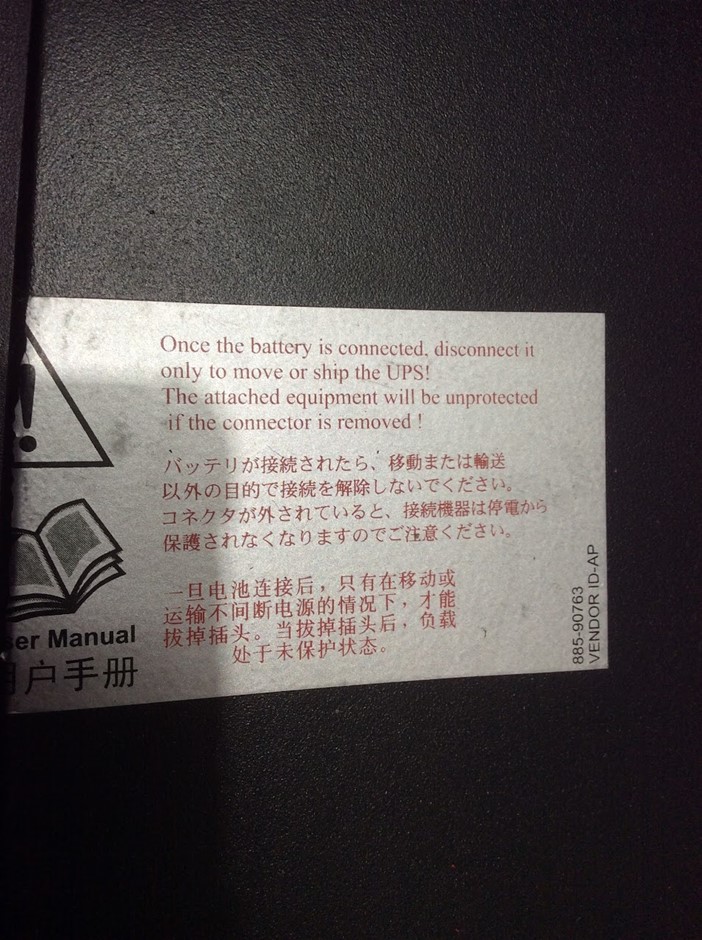 Once the battery is connected, disconnect it
only to move or ship the UPS!
The attached equipment will be unprotected
if the connector is removed !
バッテリが接続されたら、移動または輸送
以外の目的で接続を解除しないでください。
コネクタが外されていると、接続機器は停電から
保護されなくなりますのでご注意ください。
一旦电池连接后，只有在移动或
运输不间断电源的情况下，才能
拔掉插头。当拔掉插头后，负载
处于未保护状态。
ser Manual
户手册
885-90763
VENDOR ID-AP